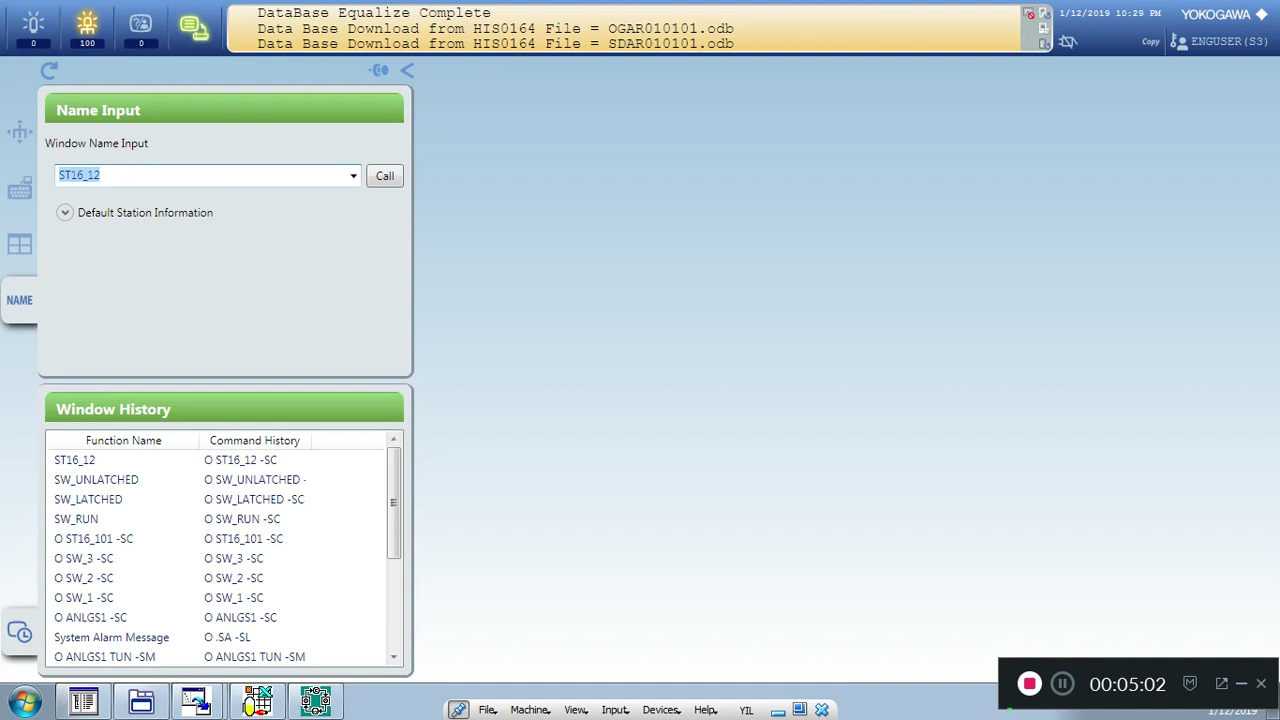 DataBase Equalize Complete
Data Base Download from HIS0164 File = OGAR010101.odb
Data Base Download from HIS0164 File = SDAR010101.odb
1/12/2019 10:29 PM
YOKOGAWA
0
100
0
Copy
ENGUSER (S3)
Name Input
Window Name Input
ST16_12
Call
Default Station Information
NAME
Window History
Function Name Command History
ST16_12 O ST16_12 -SC
SW_UNLATCHED O SW_UNLATCHED -
SW_LATCHED O SW_LATCHED -SC
SW_RUN O SW_RUN -SC
O ST16_101 -SC O ST16_101 -SC
O SW_3 -SC O SW_3 -SC
O SW_2 -SC O SW_2 -SC
O SW_1 -SC O SW_1 -SC
O ANLGS1 -SC O ANLGS1 -SC
System Alarm Message O .SA -SL
O ANLGS1 TUN -SM O ANLGS1 TUN -SM
00:05:02
File Machine View Input Devices Help YIL
1/12/2019